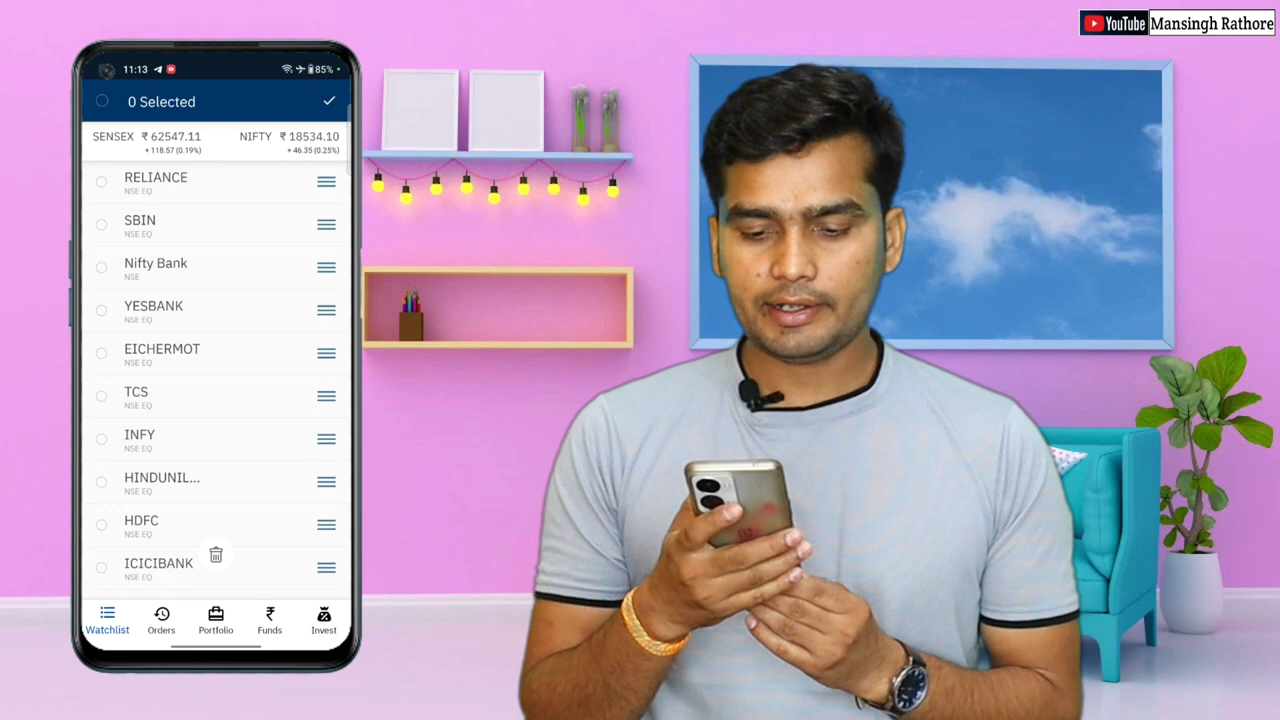 YouTube Mansingh Rathore
11:13 85%
0 Selected
SENSEX ₹ 62547.11 NIFTY ₹ 18534.10
+ 118.57 (0.19%) + 46.35 (0.25%)
RELIANCE
NSE EQ
SBIN
NSE EQ
Nifty Bank
NSE
YESBANK
NSE EQ
EICHERMOT
NSE EQ
TCS
NSE EQ
INFY
NSE EQ
HINDUNIL...
NSE EQ
HDFC
NSE EQ
ICICIBANK
NSE EQ
Watchlist Orders Portfolio Funds Invest